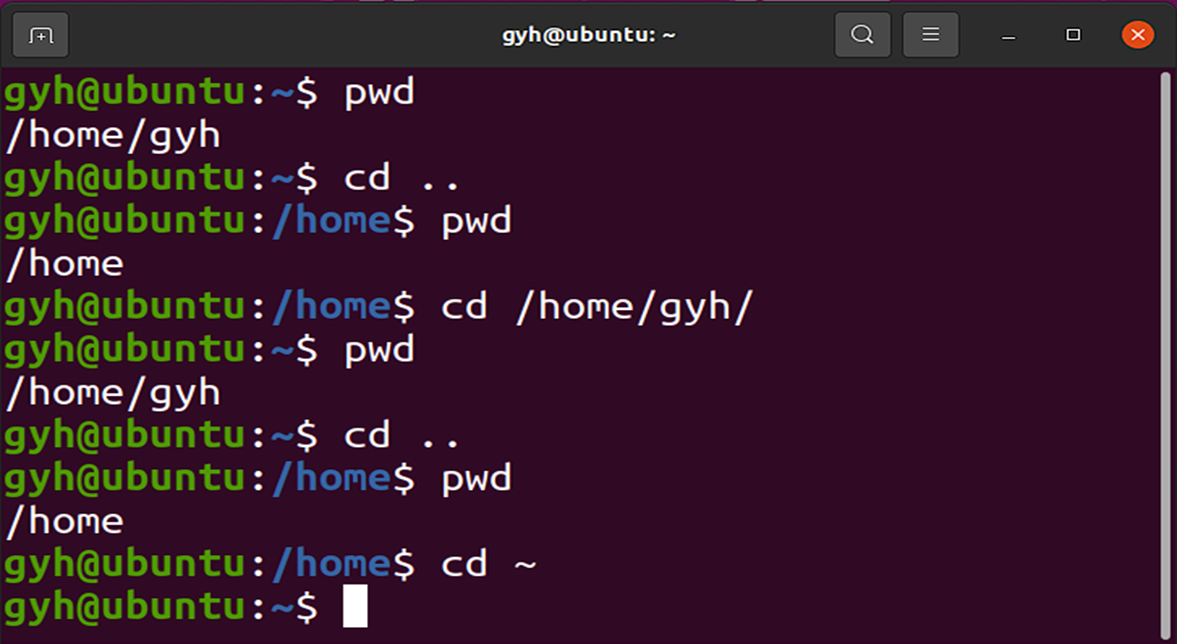 gyh@ubuntu: ~
gyh@ubuntu:~$ pwd
/home/gyh
gyh@ubuntu:~$ cd ..
gyh@ubuntu:/home$ pwd
/home
gyh@ubuntu:/home$ cd /home/gyh/
gyh@ubuntu:~$ pwd
/home/gyh
gyh@ubuntu:~$ cd ..
gyh@ubuntu:/home$ pwd
/home
gyh@ubuntu:/home$ cd ~
gyh@ubuntu:~$